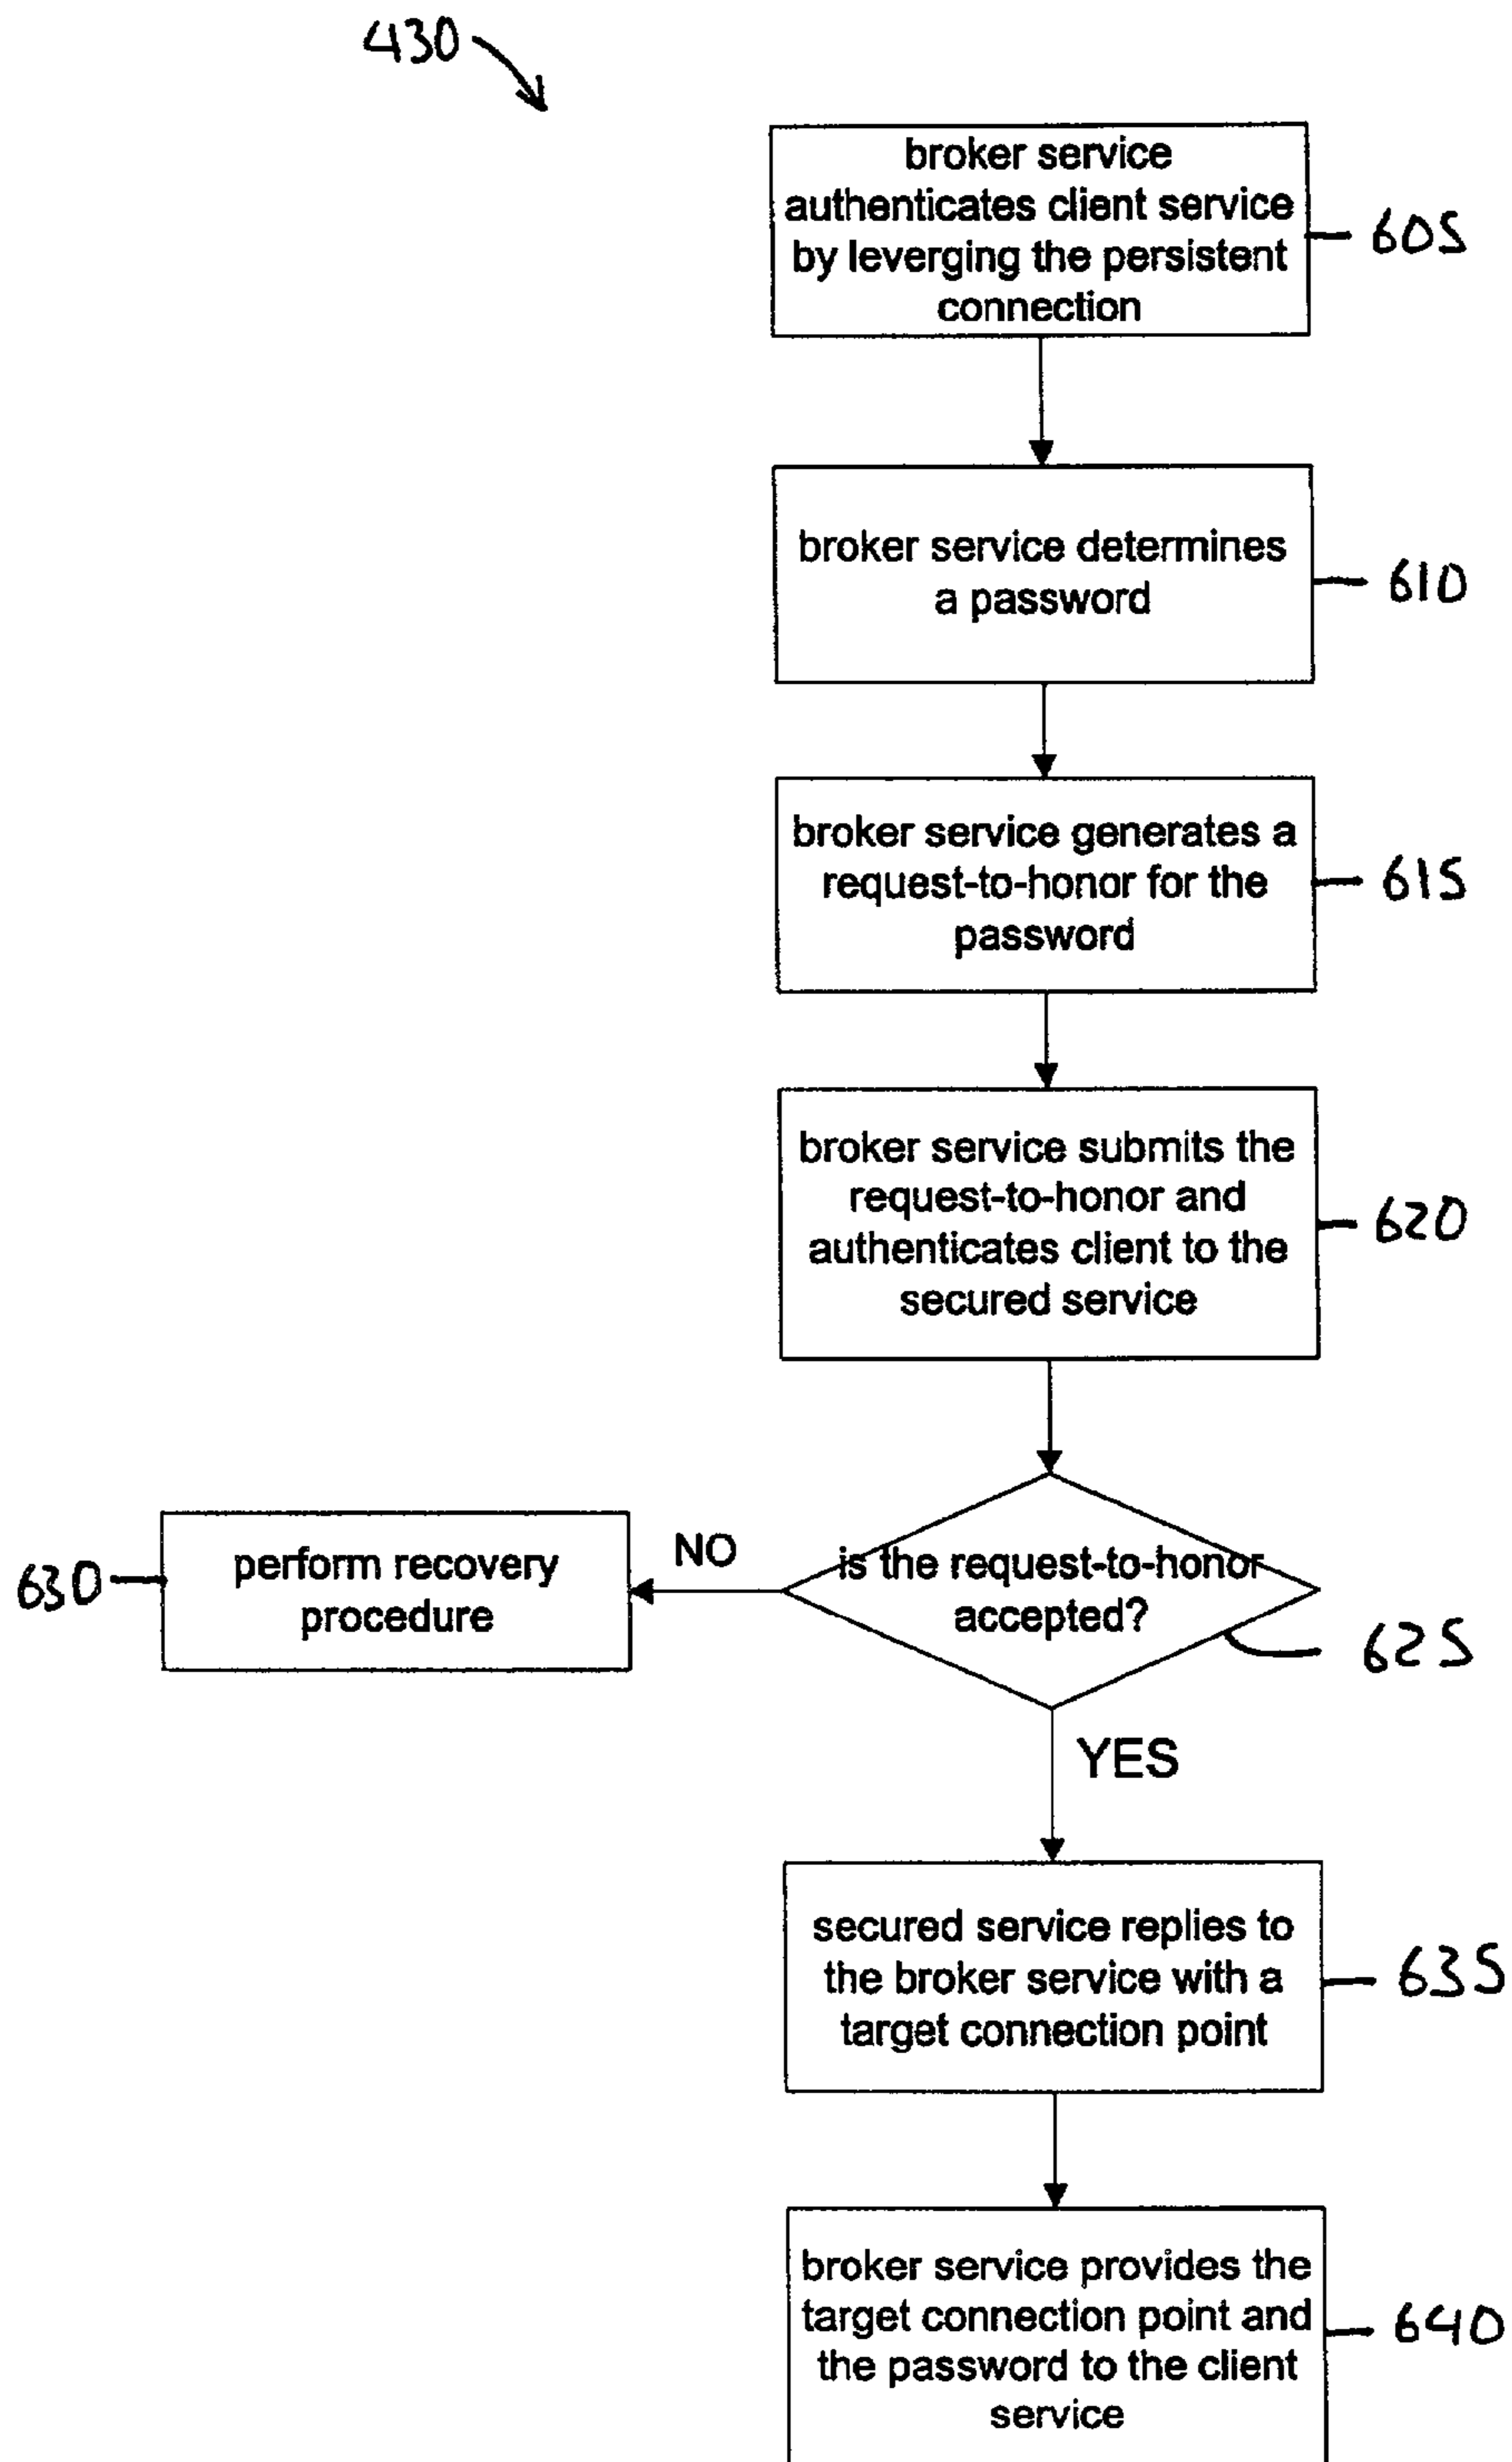 430
broker service
authenticates client service
by leverging the persistent
connection
605
broker service determines
a password
610
broker service generates a
request-to-honor for the
password
615
broker service submits the
request-to-honor and
authenticates client to the
secured service
620
is the request-to-honor
accepted?
625
NO
perform recovery
procedure
630
YES
secured service replies to
the broker service with a
target connection point
635
broker service provides the
target connection point and
the password to the client
service
640